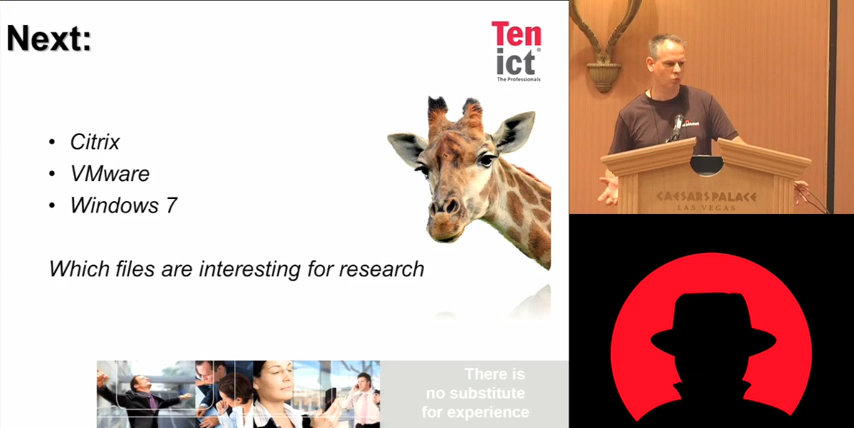 Next:
Ten
ict®
The Professionals
• Citrix
• VMware
• Windows 7
Which files are interesting for research
There is
no substitute
for experience
CAESARS PALACE
LAS VEGAS